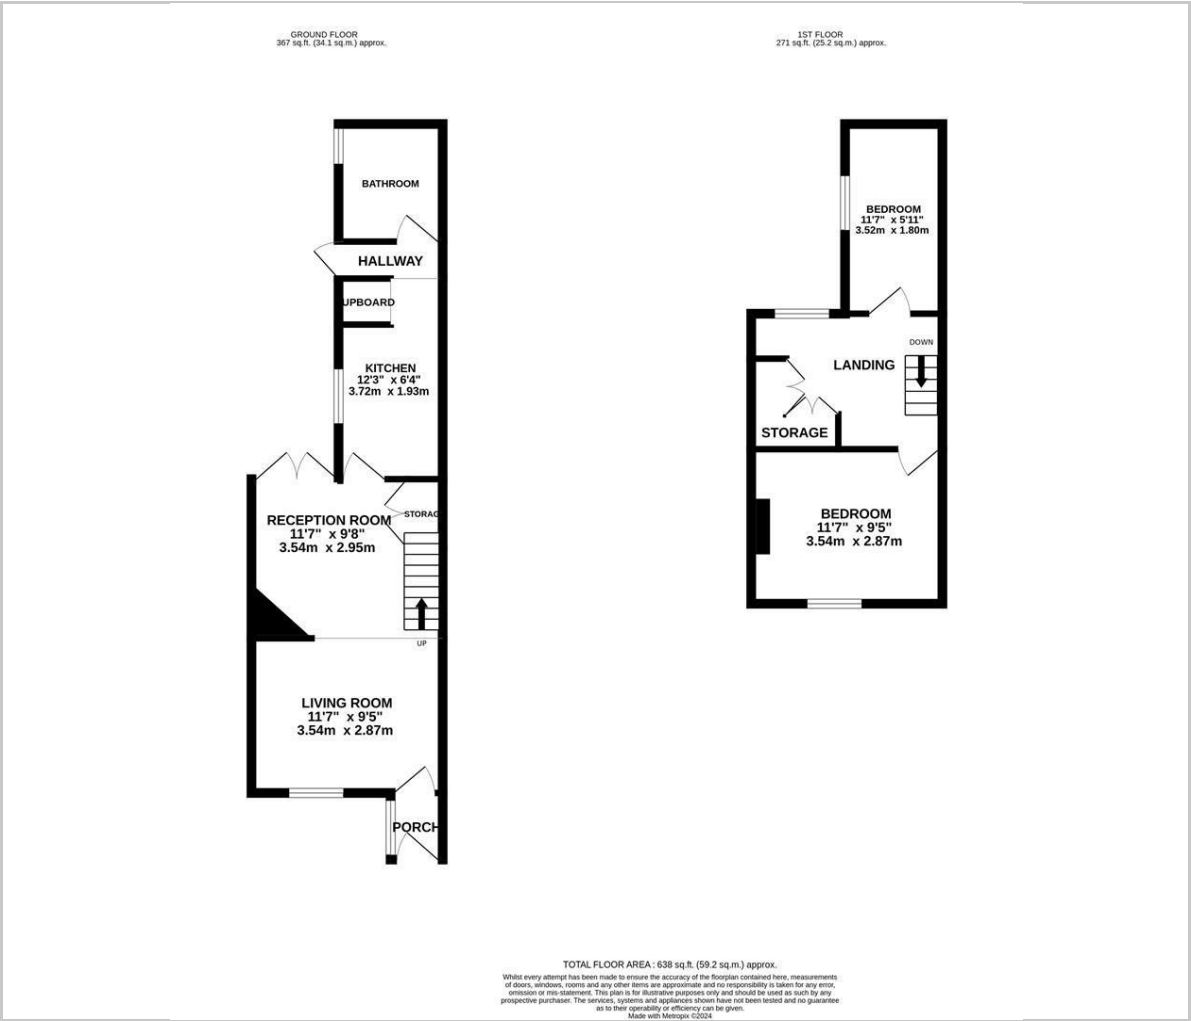 GROUND FLOOR
367 sq.ft. (34.1 sq.m.) approx.
BATHROOM
HALLWAY
UPBOARD
KITCHEN
12'3" x 6'4"
3.72m x 1.93m
RECEPTION ROOM
11'7" x 9'8"
3.54m x 2.95m
STORAG
UP
LIVING ROOM
11'7" x 9'5"
3.54m x 2.87m
PORCH
1ST FLOOR
271 sq.ft. (25.2 sq.m.) approx.
BEDROOM
11'7" x 5'11"
3.52m x 1.80m
DOWN
LANDING
STORAGE
BEDROOM
11'7" x 9'5"
3.54m x 2.87m
TOTAL FLOOR AREA : 638 sq.ft. (59.2 sq.m.) approx.
Whilst every attempt has been made to ensure the accuracy of the floorplan contained here, measurements
of doors, windows, rooms and any other items are approximate and no responsibility is taken for any error,
omission or mis-statement. This plan is for illustrative purposes only and should be used as such by any
prospective purchaser. The services, systems and appliances shown have not been tested and no guarantee
as to their operability or efficiency can be given.
Made with Metropix ©2024